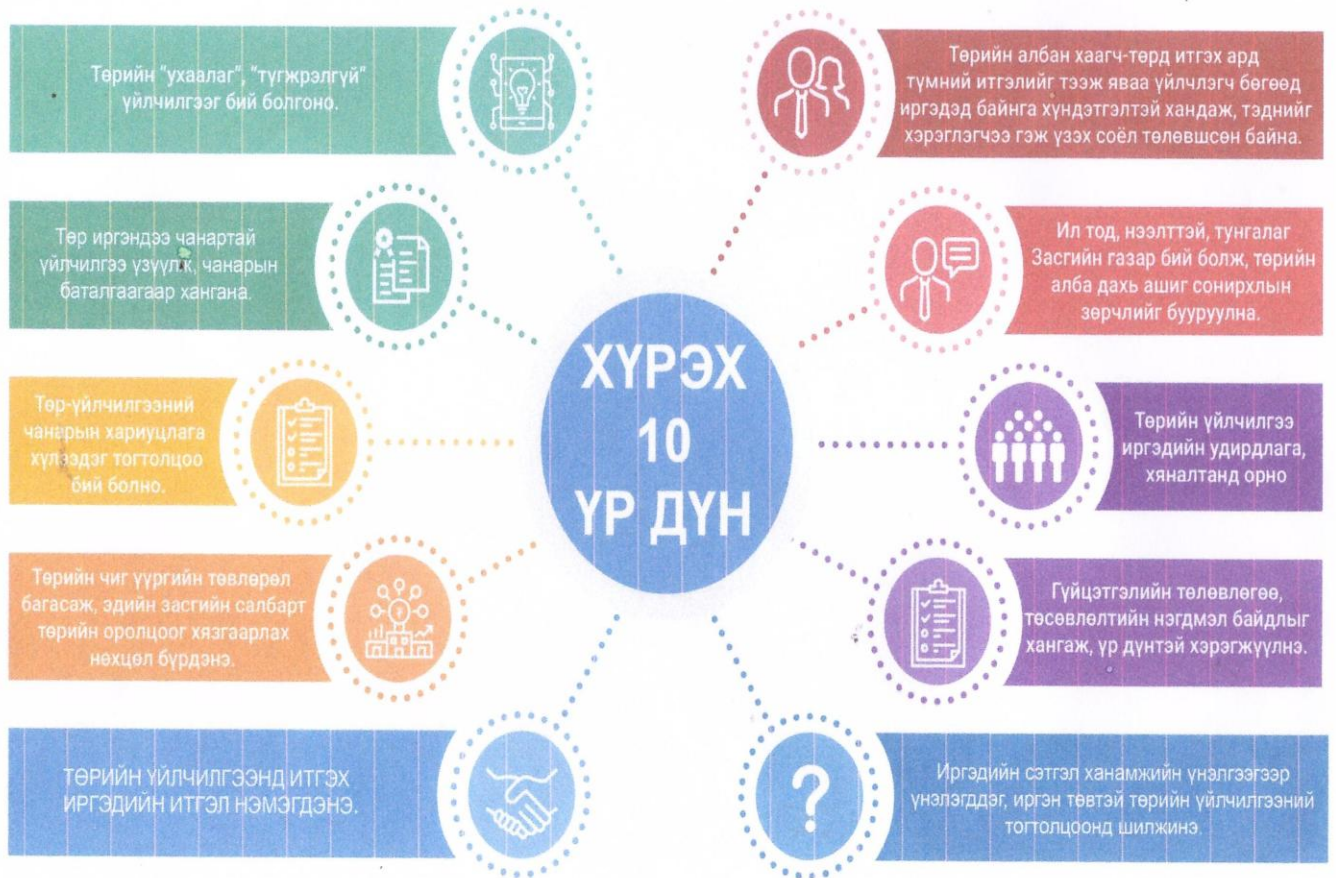 Төрийн "ухаалаг", "түгжрэлгүй"
үйлчилгээг бий болгоно.
Төр иргэндээ чанартай
үйлчилгээ үзүүлж, чанарын
баталгаагаар хангана.
Төр-үйлчилгээний
чанарын хариуцлага
хүлээдэг тогтолцоо
бий болно.
Төрийн чиг үүргийн төвлөрөл
багасаж, эдийн засгийн салбарт
төрийн оролцоог хязгаарлах
нөхцөл бүрдэнэ.
ТӨРИЙН ҮЙЛЧИЛГЭЭНД ИТГЭХ
ИРГЭДИЙН ИТГЭЛ НЭМЭГДЭНЭ.
ХҮРЭХ
10
ҮР ДҮН
Төрийн албан хаагч-төрд итгэх ард
түмний итгэлийг тээж яваа үйлчлэгч бөгөөд
иргэдэд байнга хүндэтгэлтэй хандаж, тэднийг
хэрэглэгчээ гэж үзэх соёл төлөвшсөн байна.
Ил тод, нээлттэй, тунгалаг
Засгийн газар бий болж, төрийн
алба дахь ашиг сонирхлын
зөрчлийг бууруулна.
Төрийн үйлчилгээ
иргэдийн удирдлага,
хяналтанд орно
Гүйцэтгэлийн төлөвлөгөө,
төсөвлөлтийн нэгдмэл байдлыг
хангаж, үр дүнтэй хэрэгжүүлнэ.
Иргэдийн сэтгэл ханамжийн үнэлгээгээр
үнэлэгддэг, иргэн төвтэй төрийн үйлчилгээний
тогтолцоонд шилжинэ.